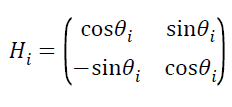 H_i = ( cosθ_i sinθ_i
−sinθ_i cosθ_i )